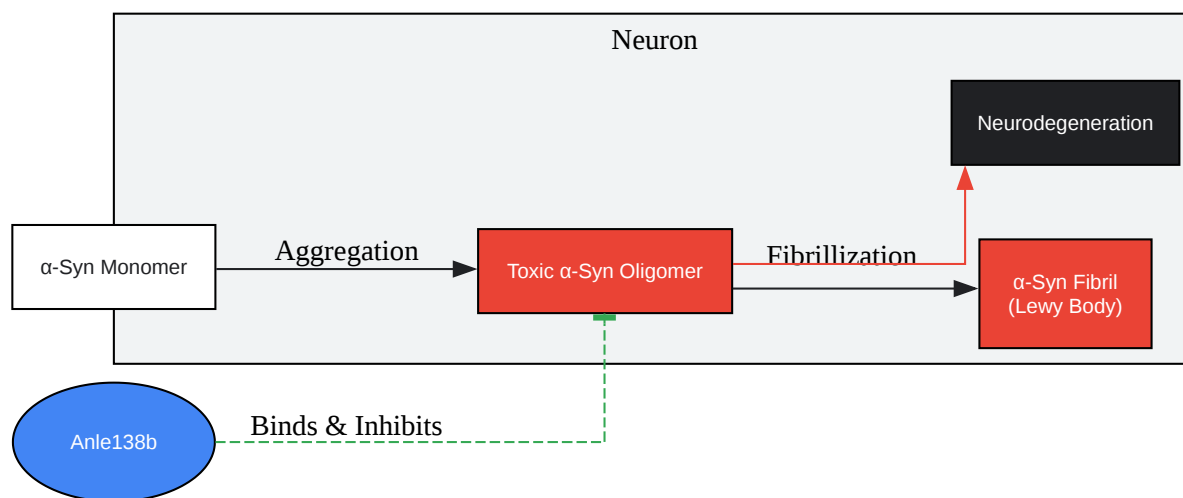 Neuron
Neurodegeneration
α-Syn Monomer
Aggregation
Toxic α-Syn Oligomer
Fibrillization
α-Syn Fibril
(Lewy Body)
Anle138b
Binds & Inhibits